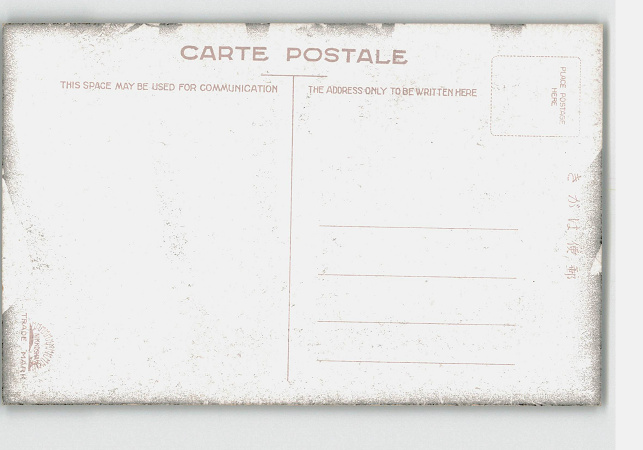 CARTE POSTALE
THIS SPACE MAY BE USED FOR COMMUNICATION
THE ADDRESS ONLY TO BE WRITTEN HERE
PLACE POSTAGE
HERE
きがは便郵
TRADE MARK